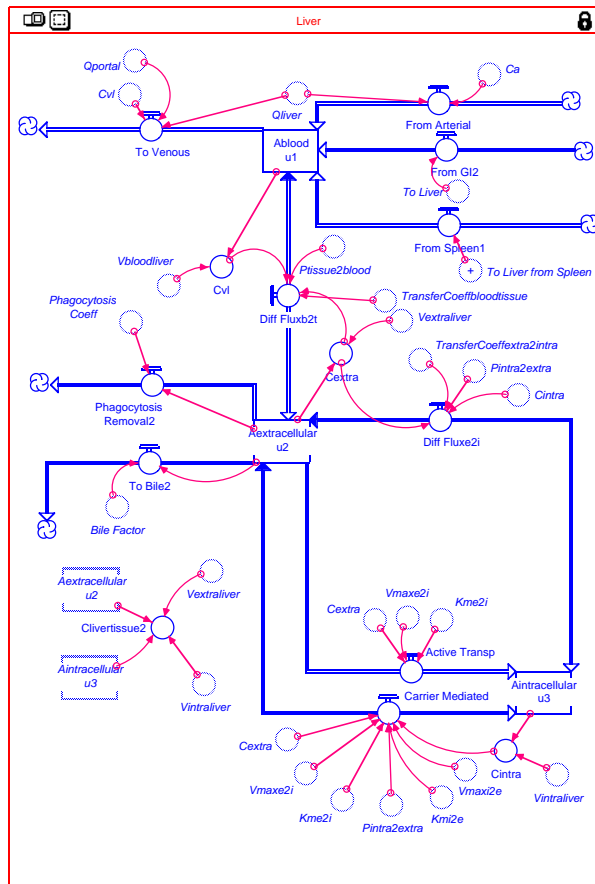 Liver
Qportal
Ca
Cvl
Qliver
From Arterial
To Venous
Ablood
u1
From GI2
To Liver
From Spleen1
Vbloodliver
Ptissue2blood
To Liver from Spleen
Cvl
Phagocytosis
Coeff
TransferCoeffbloodtissue
Diff Fluxb2t
Vextraliver
TransferCoeffextra2intra
Pintra2extra
Cextra
Cintra
Phagocytosis
Removal2
Aextracellular
u2
Diff Fluxe2i
To Bile2
Bile Factor
Aextracellular
u2
Vextraliver
Clivertissue2
Aintracellular
u3
Vintraliver
Cextra
Vmaxe2i
Kme2i
Active Transp
Carrier Mediated
Aintracellular
u3
Cextra
Cintra
Vmaxe2i
Vmaxi2e
Vintraliver
Kme2i
Kmi2e
Pintra2extra